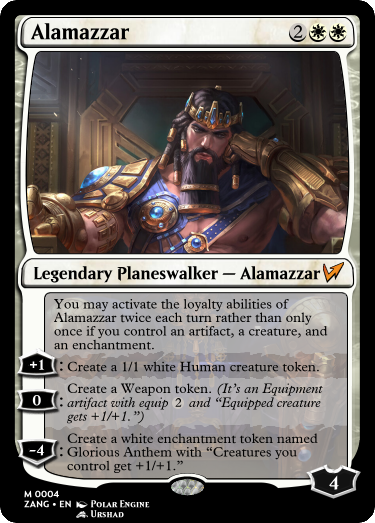 Alamazzar 2
Legendary Planeswalker — Alamazzar
You may activate the loyalty abilities of
Alamazzar twice each turn rather than only
once if you control an artifact, a creature, and
an enchantment.
+1: Create a 1/1 white Human creature token.
Create a Weapon token. (It's an Equipment
0: artifact with equip 2 and “Equipped creature
gets +1/+1.”)
Create a white enchantment token named
-4: Glorious Anthem with “Creatures you
control get +1/+1.”
4
M 0004
ZANG • EN Polar Engine
Urshad